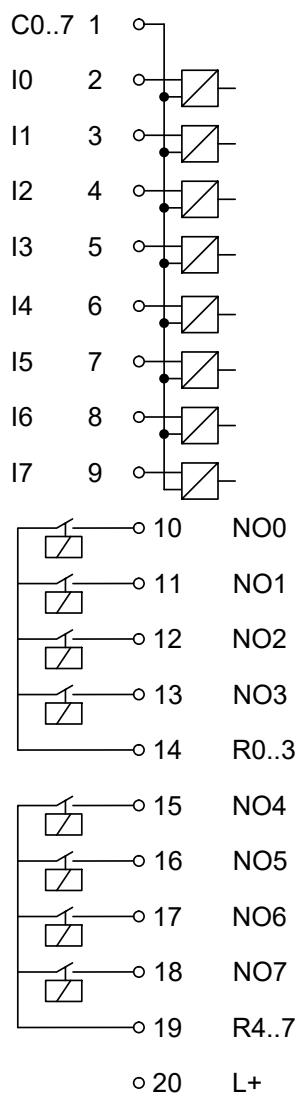 C0..7 1
I0 2
I1 3
I2 4
I3 5
I4 6
I5 7
I6 8
I7 9
10 NO0
11 NO1
12 NO2
13 NO3
14 R0..3
15 NO4
16 NO5
17 NO6
18 NO7
19 R4..7
20 L+